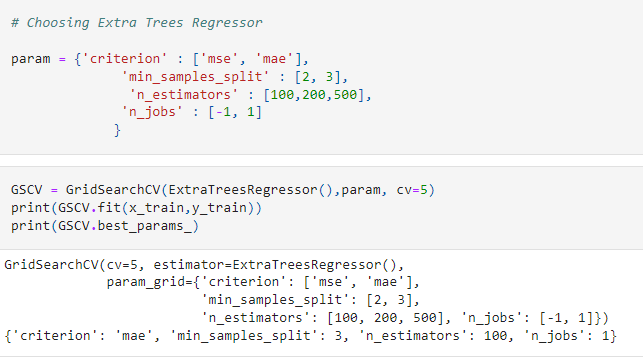 # Choosing Extra Trees Regressor
param = {'criterion' : ['mse', 'mae'],
'min_samples_split' : [2, 3],
'n_estimators' : [100,200,500],
'n_jobs' : [-1, 1]
}
GSCV = GridSearchCV(ExtraTreesRegressor(),param, cv=5)
print(GSCV.fit(x_train,y_train))
print(GSCV.best_params_)
GridSearchCV(cv=5, estimator=ExtraTreesRegressor(),
param_grid={'criterion': ['mse', 'mae'],
'min_samples_split': [2, 3],
'n_estimators': [100, 200, 500], 'n_jobs': [-1, 1]})
{'criterion': 'mae', 'min_samples_split': 3, 'n_estimators': 100, 'n_jobs': 1}